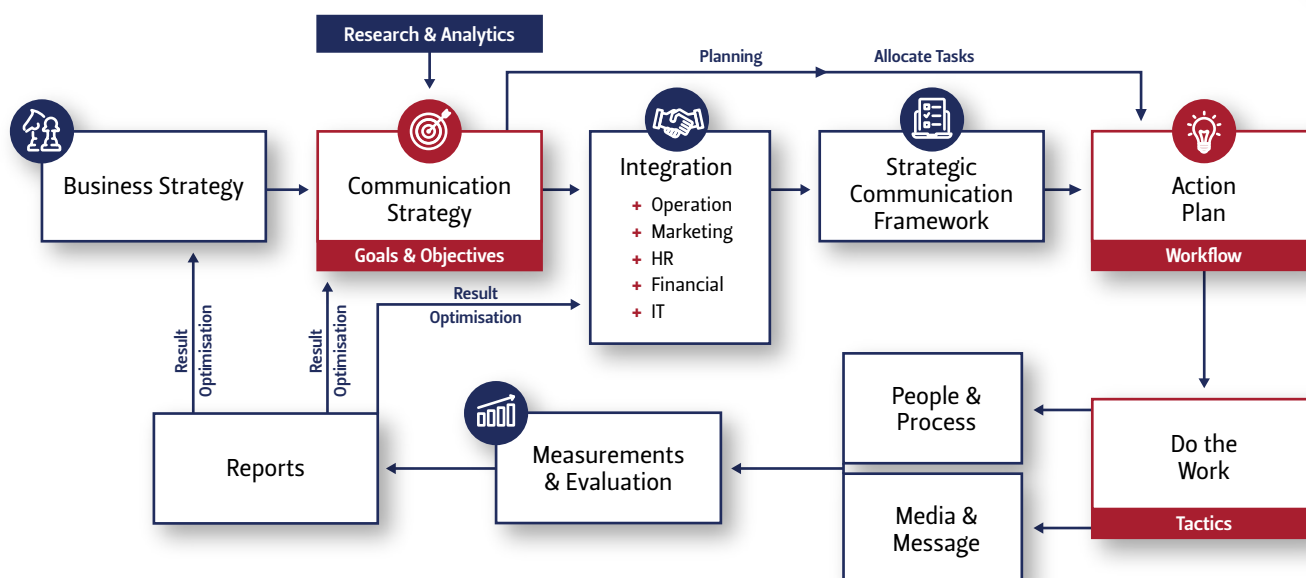 Research & Analytics
Planning
Allocate Tasks
Business Strategy
Communication
Strategy
Goals & Objectives
Integration
+ Operation
+ Marketing
+ HR
+ Financial
+ IT
Strategic
Communication
Framework
Action
Plan
Workflow
Result
Optimisation
Result
Optimisation
Result
Optimisation
Reports
Measurements
& Evaluation
People &
Process
Media &
Message
Do the
Work
Tactics